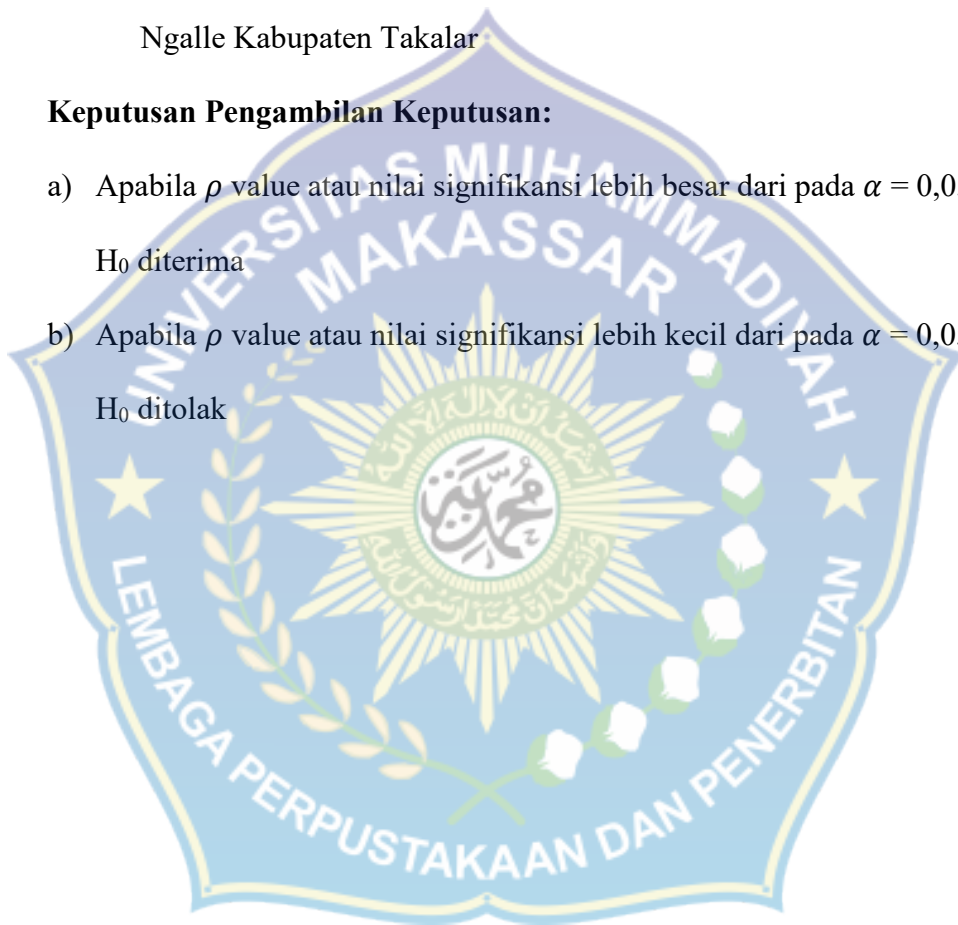 Ngalle Kabupaten Takalar
Keputusan Pengambilan Keputusan:
a) Apabila 𝜌 value atau nilai signifikansi lebih besar dari pada 𝛼 = 0,0
H₀ diterima
b) Apabila 𝜌 value atau nilai signifikansi lebih kecil dari pada 𝛼 = 0,0
H₀ ditolak
UNIVERSITAS MUHAMMADIYAH
MAKASSAR
LEMBAGA PERPUSTAKAAN DAN PENERBITAN